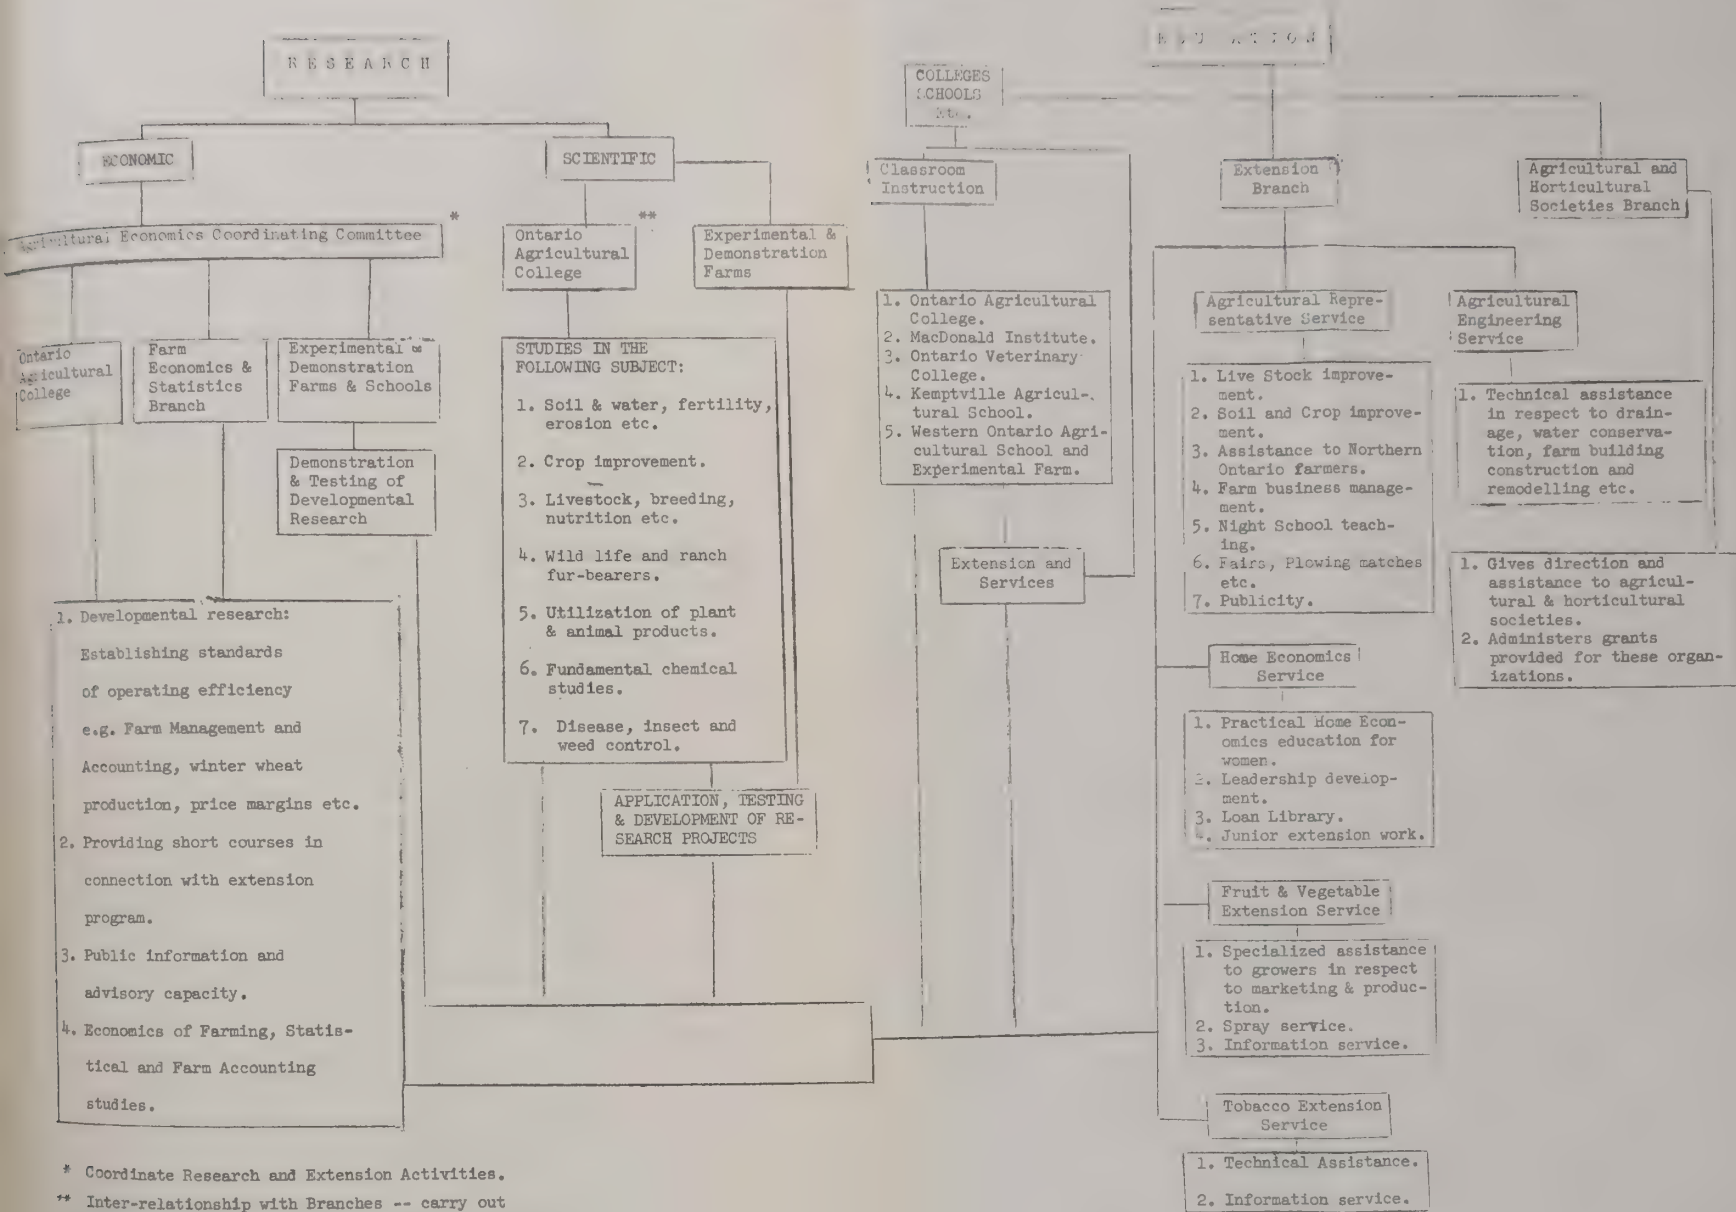 R E S E A R C H
ECONOMIC
SCIENTIFIC
*
Agricultural Economics Coordinating Committee
**
Ontario
Agricultural
College
Experimental &
Demonstration
Farms
Ontario
Agricultural
College
Farm
Economics &
Statistics
Branch
Experimental &
Demonstration
Farms & Schools
Demonstration
& Testing of
Developmental
Research
1. Developmental research:
Establishing standards
of operating efficiency
e.g. Farm Management and
Accounting, winter wheat
production, price margins etc.
2. Providing short courses in
connection with extension
program.
3. Public information and
advisory capacity.
4. Economics of Farming, Statis-
tical and Farm Accounting
studies.
STUDIES IN THE
FOLLOWING SUBJECT:
1. Soil & water, fertility,
erosion etc.
2. Crop improvement.
3. Livestock, breeding,
nutrition etc.
4. Wild life and ranch
fur-bearers.
5. Utilization of plant
& animal products.
6. Fundamental chemical
studies.
7. Disease, insect and
weed control.
APPLICATION, TESTING
& DEVELOPMENT OF RE-
SEARCH PROJECTS
* Coordinate Research and Extension Activities.
** Inter-relationship with Branches -- carry out
E D U C A T I O N
COLLEGES
SCHOOLS
Etc.
Classroom
Instruction
Extension
Branch
Agricultural and
Horticultural
Societies Branch
1. Ontario Agricultural
College.
2. MacDonald Institute.
3. Ontario Veterinary
College.
4. Kemptville Agricul-
tural School.
5. Western Ontario Agri-
cultural School and
Experimental Farm.
Extension and
Services
Agricultural Repre-
sentative Service
1. Live Stock improve-
ment.
2. Soil and Crop improve-
ment.
3. Assistance to Northern
Ontario farmers.
4. Farm business manage-
ment.
5. Night School teach-
ing.
6. Fairs, Plowing matches
etc.
7. Publicity.
Agricultural
Engineering
Service
1. Technical assistance
in respect to drain-
age, water conserva-
tion, farm building
construction and
remodelling etc.
1. Gives direction and
assistance to agricul-
tural & horticultural
societies.
2. Administers grants
provided for these organ-
izations.
Home Economics
Service
1. Practical Home Econ-
omics education for
women.
2. Leadership develop-
ment.
3. Loan Library.
4. Junior extension work.
Fruit & Vegetable
Extension Service
1. Specialized assistance
to growers in respect
to marketing & produc-
tion.
2. Spray service.
3. Information service.
Tobacco Extension
Service
1. Technical Assistance.
2. Information service.